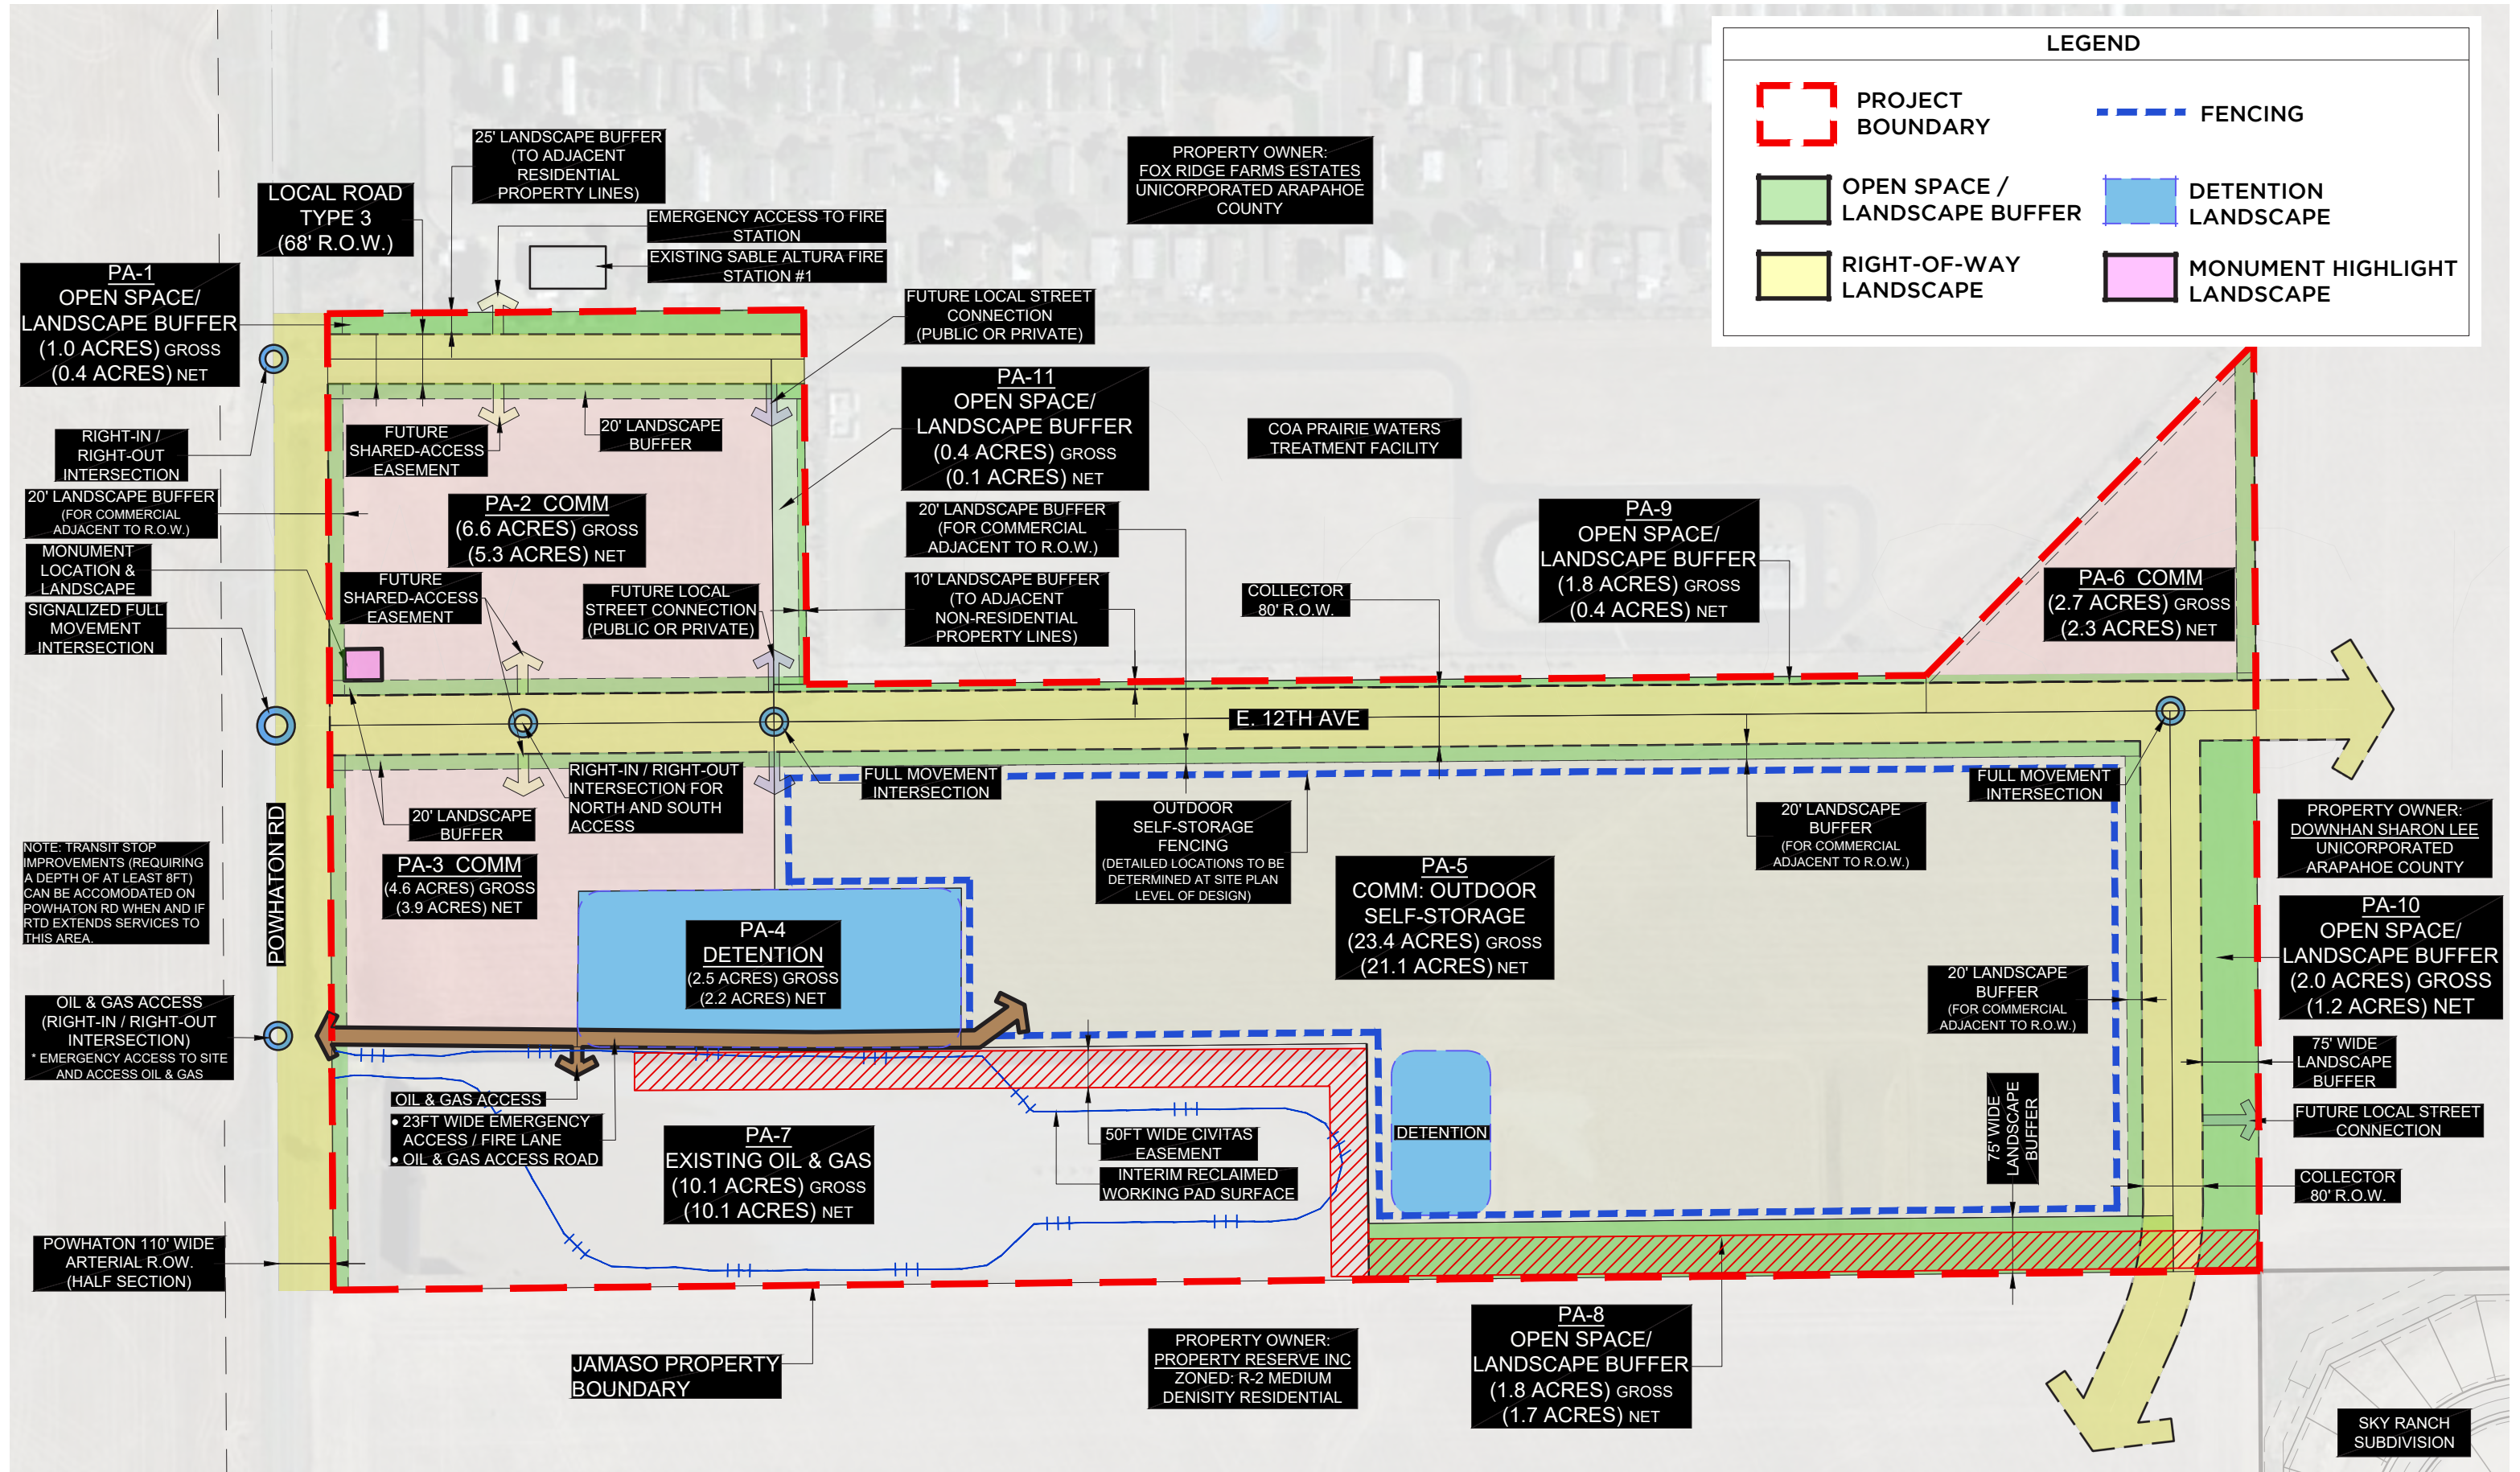 LEGEND
PROJECT
BOUNDARY
FENCING
OPEN SPACE /
LANDSCAPE BUFFER
DETENTION
LANDSCAPE
RIGHT-OF-WAY
LANDSCAPE
MONUMENT HIGHLIGHT
LANDSCAPE
25' LANDSCAPE BUFFER
(TO ADJACENT
RESIDENTIAL
PROPERTY LINES)
PROPERTY OWNER:
FOX RIDGE FARMS ESTATES
UNICORPORATED ARAPAHOE
COUNTY
LOCAL ROAD
TYPE 3
(68' R.O.W.)
EMERGENCY ACCESS TO FIRE
STATION
EXISTING SABLE ALTURA FIRE
STATION #1
PA-1
OPEN SPACE/
LANDSCAPE BUFFER
(1.0 ACRES) GROSS
(0.4 ACRES) NET
FUTURE LOCAL STREET
CONNECTION
(PUBLIC OR PRIVATE)
PA-11
OPEN SPACE/
LANDSCAPE BUFFER
(0.4 ACRES) GROSS
(0.1 ACRES) NET
RIGHT-IN /
RIGHT-OUT
INTERSECTION
FUTURE
SHARED-ACCESS
EASEMENT
20' LANDSCAPE
BUFFER
COA PRAIRIE WATERS
TREATMENT FACILITY
20' LANDSCAPE BUFFER
(FOR COMMERCIAL
ADJACENT TO R.O.W.)
PA-2  COMM
(6.6 ACRES) GROSS
(5.3 ACRES) NET
20' LANDSCAPE BUFFER
(FOR COMMERCIAL
ADJACENT TO R.O.W.)
PA-9
OPEN SPACE/
LANDSCAPE BUFFER
(1.8 ACRES) GROSS
(0.4 ACRES) NET
MONUMENT
LOCATION &
LANDSCAPE
FUTURE
SHARED-ACCESS
EASEMENT
FUTURE LOCAL
STREET CONNECTION
(PUBLIC OR PRIVATE)
10' LANDSCAPE BUFFER
(TO ADJACENT
NON-RESIDENTIAL
PROPERTY LINES)
COLLECTOR
80' R.O.W.
PA-6  COMM
(2.7 ACRES) GROSS
(2.3 ACRES) NET
SIGNALIZED FULL
MOVEMENT
INTERSECTION
E. 12TH AVE
RIGHT-IN / RIGHT-OUT
INTERSECTION FOR
NORTH AND SOUTH
ACCESS
FULL MOVEMENT
INTERSECTION
FULL MOVEMENT
INTERSECTION
20' LANDSCAPE
BUFFER
OUTDOOR
SELF-STORAGE
FENCING
(DETAILED LOCATIONS TO BE
DETERMINED AT SITE PLAN
LEVEL OF DESIGN)
20' LANDSCAPE
BUFFER
(FOR COMMERCIAL
ADJACENT TO R.O.W.)
PROPERTY OWNER:
DOWNHAN SHARON LEE
UNICORPORATED
ARAPAHOE COUNTY
POWHATON RD
NOTE: TRANSIT STOP
IMPROVEMENTS (REQUIRING
A DEPTH OF AT LEAST 8FT)
CAN BE ACCOMODATED ON
POWHATON RD WHEN AND IF
RTD EXTENDS SERVICES TO
THIS AREA.
PA-3  COMM
(4.6 ACRES) GROSS
(3.9 ACRES) NET
PA-5
COMM: OUTDOOR
SELF-STORAGE
(23.4 ACRES) GROSS
(21.1 ACRES) NET
PA-4
DETENTION
(2.5 ACRES) GROSS
(2.2 ACRES) NET
PA-10
OPEN SPACE/
LANDSCAPE BUFFER
(2.0 ACRES) GROSS
(1.2 ACRES) NET
20' LANDSCAPE
BUFFER
(FOR COMMERCIAL
ADJACENT TO R.O.W.)
OIL & GAS ACCESS
(RIGHT-IN / RIGHT-OUT
INTERSECTION)
* EMERGENCY ACCESS TO SITE
AND ACCESS OIL & GAS
75' WIDE
LANDSCAPE
BUFFER
OIL & GAS ACCESS
• 23FT WIDE EMERGENCY
ACCESS / FIRE LANE
• OIL & GAS ACCESS ROAD
PA-7
EXISTING OIL & GAS
(10.1 ACRES) GROSS
(10.1 ACRES) NET
50FT WIDE CIVITAS
EASEMENT
INTERIM RECLAIMED
WORKING PAD SURFACE
DETENTION
75' WIDE
LANDSCAPE
BUFFER
FUTURE LOCAL STREET
CONNECTION
COLLECTOR
80' R.O.W.
POWHATON 110' WIDE
ARTERIAL R.OW.
(HALF SECTION)
JAMASO PROPERTY
BOUNDARY
PROPERTY OWNER:
PROPERTY RESERVE INC
ZONED: R-2 MEDIUM
DENISITY RESIDENTIAL
PA-8
OPEN SPACE/
LANDSCAPE BUFFER
(1.8 ACRES) GROSS
(1.7 ACRES) NET
SKY RANCH
SUBDIVISION